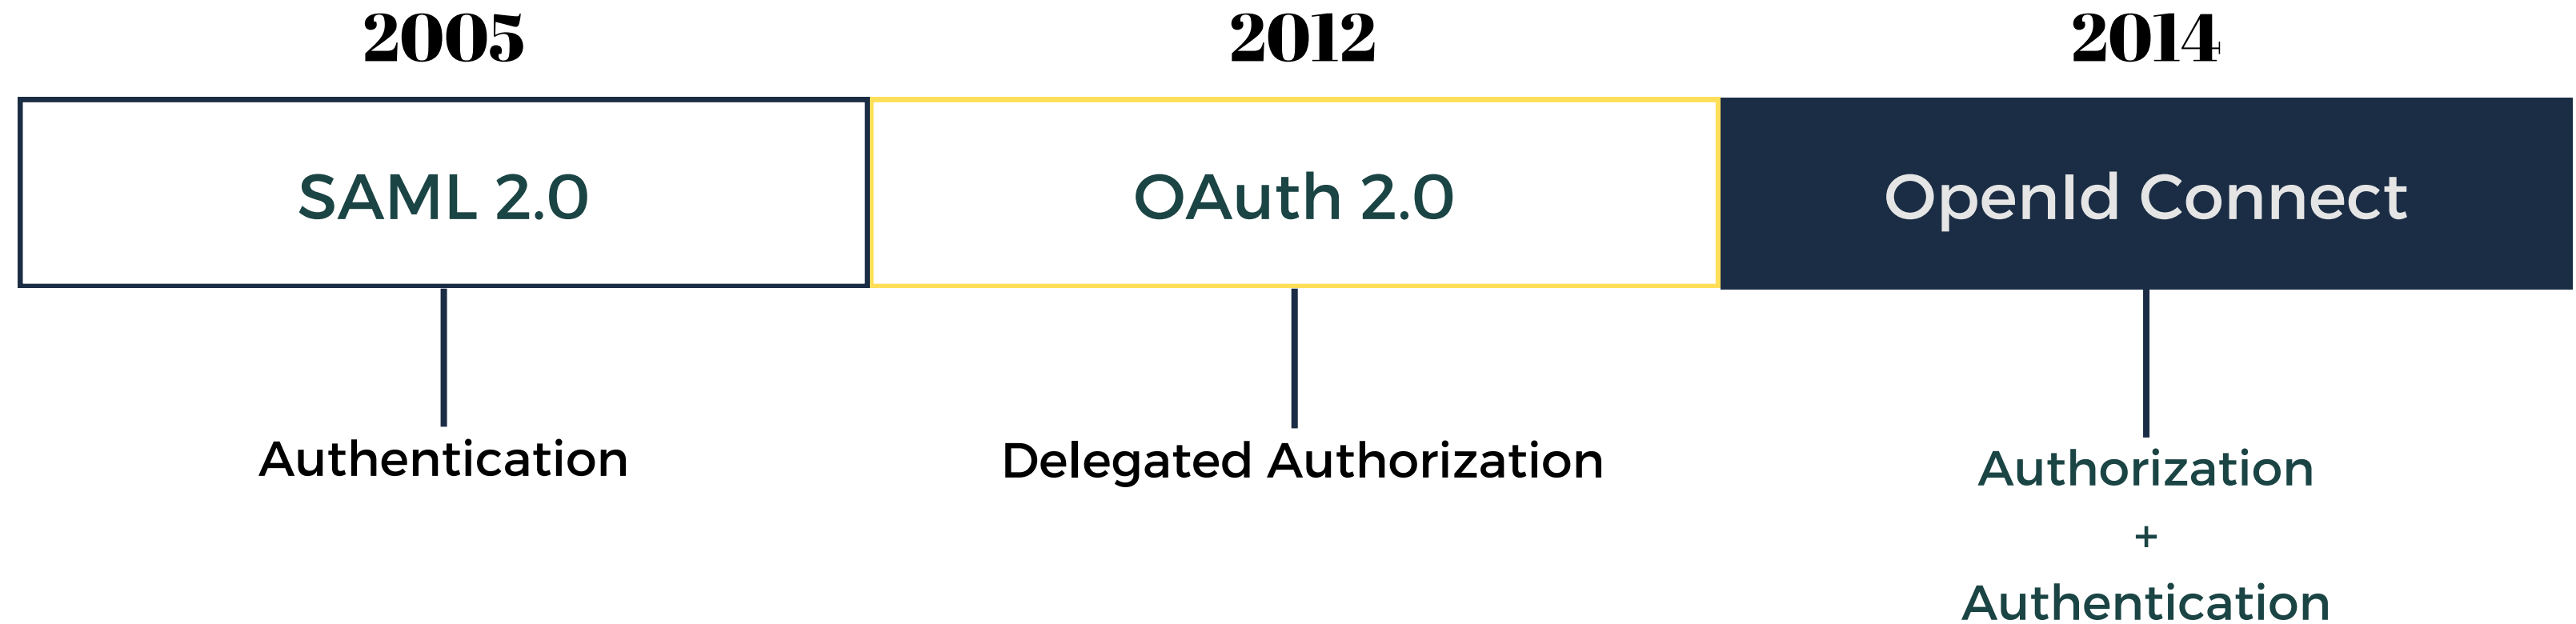 2005
2012
2014
SAML 2.0
OAuth 2.0
OpenId Connect
Authentication
Delegated Authorization
Authorization
+
Authentication